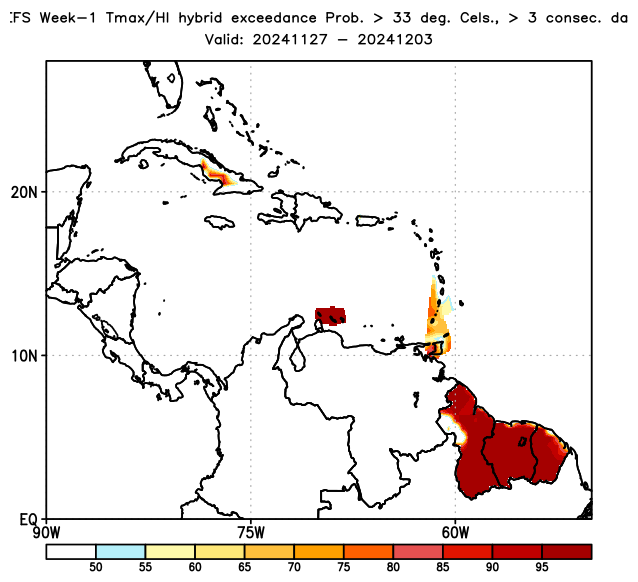 EFS Week-1 Tmax/HI hybrid exceedance Prob. > 33 deg. Cels., > 3 consec. da
Valid: 20241127 - 20241203
20N
10N
EQ
90W 75W 60W
50 55 60 65 70 75 80 85 90 95